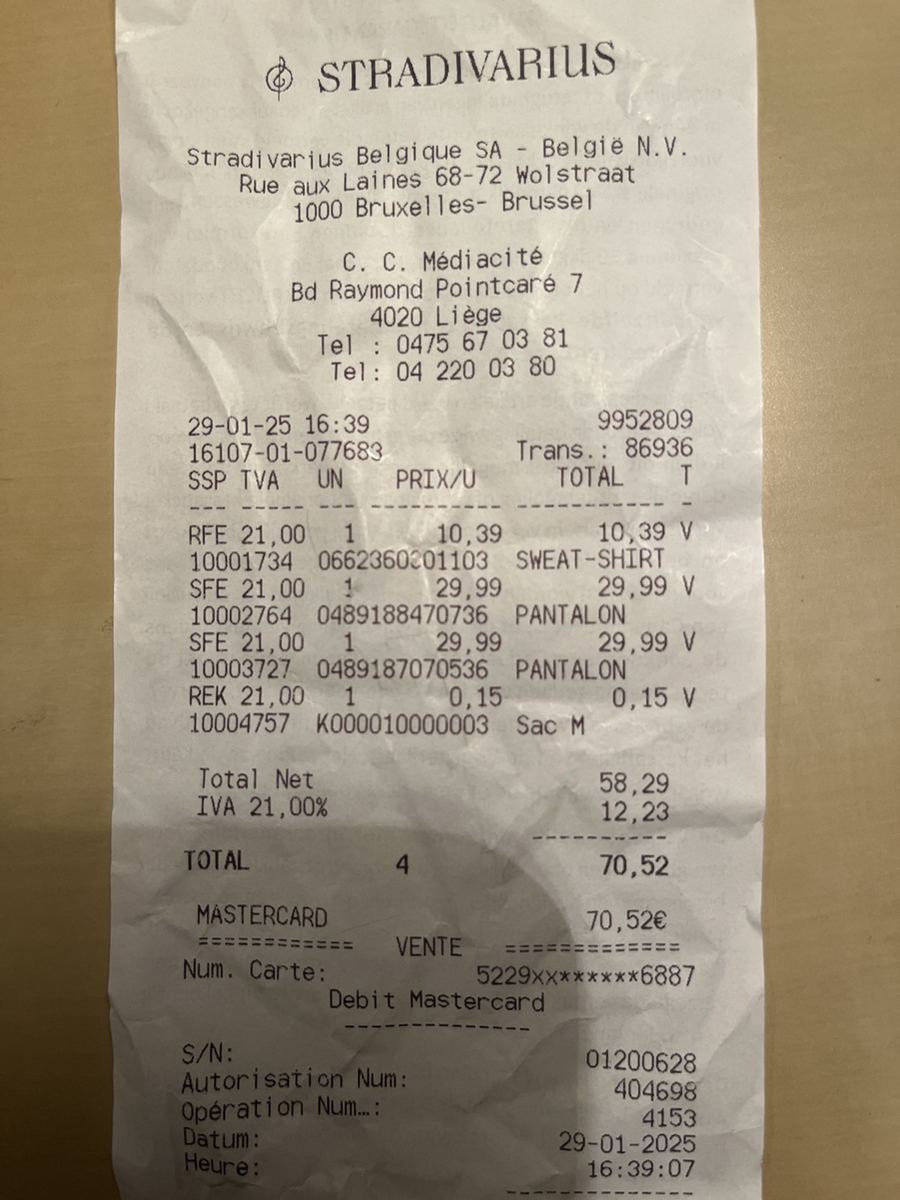 STRADIVARIUS
Stradivarius Belgique SA - België N.V.
Rue aux Laines 68-72 Wolstraat
1000 Bruxelles- Brussel
C. C. Médiacité
Bd Raymond Pointcaré 7
4020 Liège
Tel : 0475 67 03 81
Tel: 04 220 03 80
29-01-25 16:39 9952809
16107-01-077683 Trans.: 86936
SSP TVA UN PRIX/U TOTAL T
--- ----- --- ---------- ------------- -
RFE 21,00 1 10,39 10,39 V
10001734 SWEAT-SHIRT
SFE 21,00 1 29,99 29,99 V
10002764 0489188470736 PANTALON
SFE 21,00 1 29,99 29,99 V
10003727 0489187070536 PANTALON
REK 21,00 1 0,15 0,15 V
10004757 K000010000003 Sac M
Total Net 58,29
IVA 21,00% 12,23
----------
TOTAL 4 70,52
MASTERCARD 70,52€
============ VENTE =============
Num. Carte: 5229xx******6887
Debit Mastercard
--------------
S/N: 01200628
Autorisation Num: 404698
Opération Num…: 4153
Datum: 29-01-2025
Heure: 16:39:07
--------------